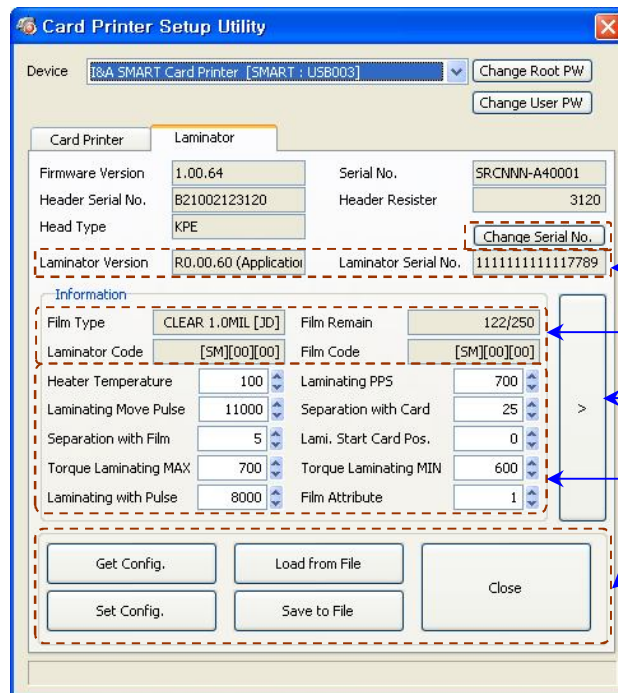 Card Printer Setup Utility
Device I&A SMART Card Printer [SMART : USB003] Change Root PW
Change User PW
Card Printer Laminator
Firmware Version 1.00.64 Serial No. SRCNNN-A40001
Header Serial No. B21002123120 Header Resister 3120
Head Type KPE Change Serial No.
Laminator Version R0.00.60 (Applicatio Laminator Serial No. 1111111111117789
Information
Film Type CLEAR 1.0MIL [JD] Film Remain 122/250
Laminator Code [SM][00][00] Film Code [SM][00][00]
Heater Temperature 100 Laminating PPS 700
Laminating Move Pulse 11000 Separation with Card 25 >
Separation with Film 5 Lami. Start Card Pos. 0
Torque Laminating MAX 700 Torque Laminating MIN 600
Laminating with Pulse 8000 Film Attribute 1
Get Config. Load from File
Close
Set Config. Save to File